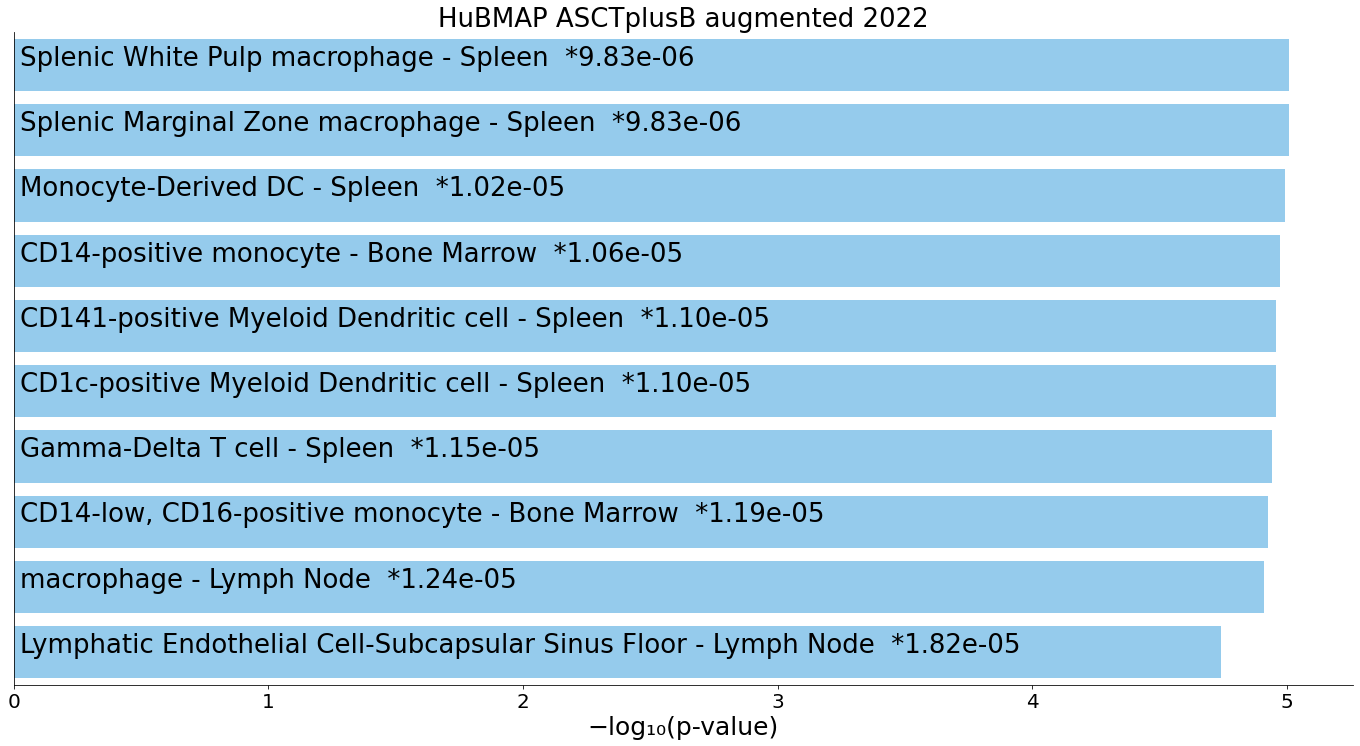 HuBMAP ASCTplusB augmented 2022
Splenic White Pulp macrophage - Spleen  *9.83e-06
Splenic Marginal Zone macrophage - Spleen  *9.83e-06
Monocyte-Derived DC - Spleen  *1.02e-05
CD14-positive monocyte - Bone Marrow  *1.06e-05
CD141-positive Myeloid Dendritic cell - Spleen  *1.10e-05
CD1c-positive Myeloid Dendritic cell - Spleen  *1.10e-05
Gamma-Delta T cell - Spleen  *1.15e-05
CD14-low, CD16-positive monocyte - Bone Marrow  *1.19e-05
macrophage - Lymph Node  *1.24e-05
Lymphatic Endothelial Cell-Subcapsular Sinus Floor - Lymph Node  *1.82e-05
0 1 2 3 4 5
−log₁₀(p-value)